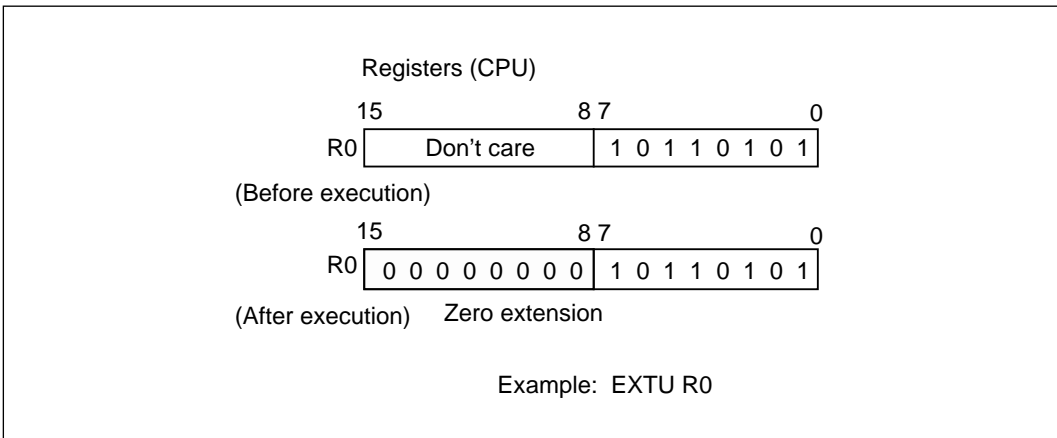 Registers (CPU)
15 8 7 0
R0 Don't care 1 0 1 1 0 1 0 1
(Before execution)
15 8 7 0
R0 0 0 0 0 0 0 0 0 1 0 1 1 0 1 0 1
(After execution) Zero extension
Example: EXTU R0